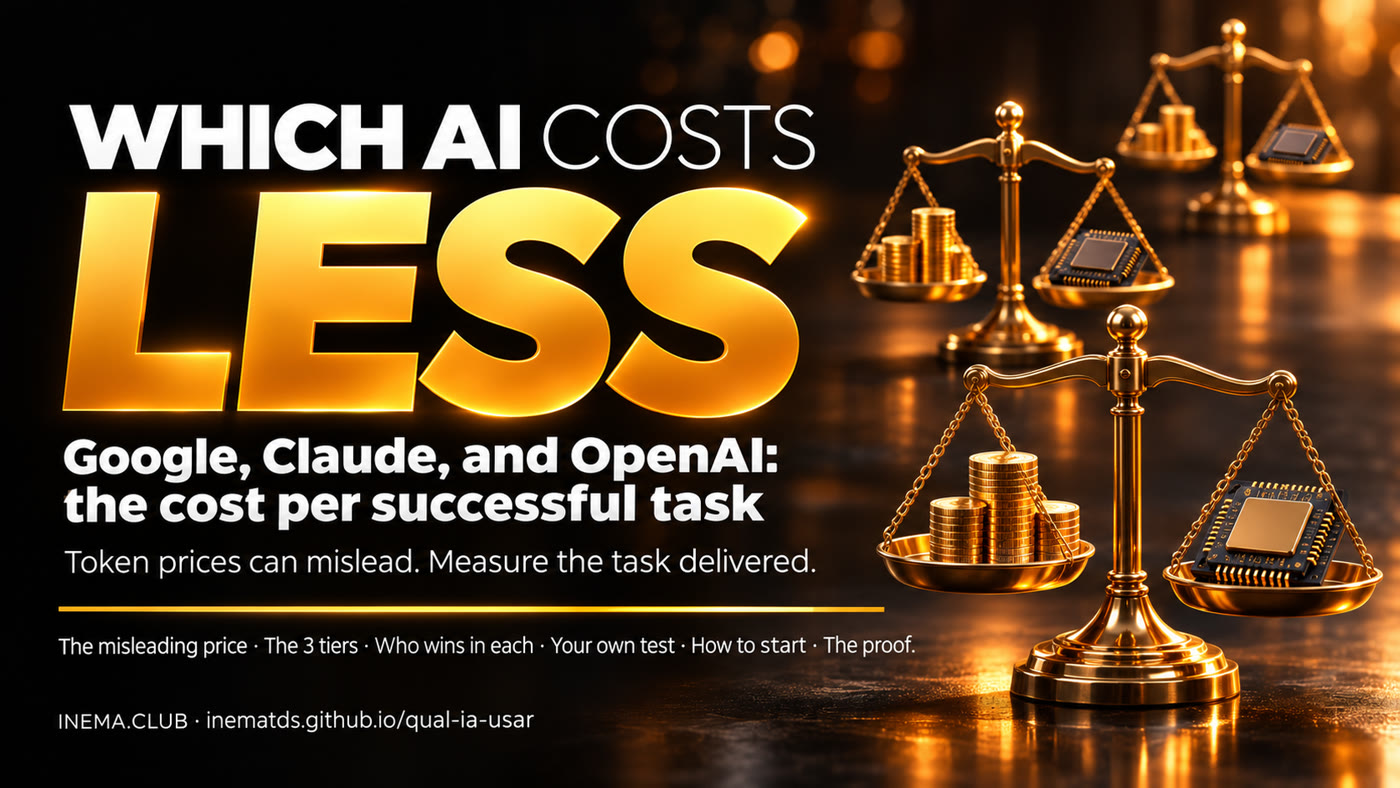 WHICH AI COSTS
LESS
Google, Claude, and OpenAI:
the cost per successful task
Token prices can mislead. Measure the task delivered.
The misleading price · The 3 tiers · Who wins in each · Your own test · How to start · The proof.
INEMA.CLUB · inematds.github.io/qual-ia-usar